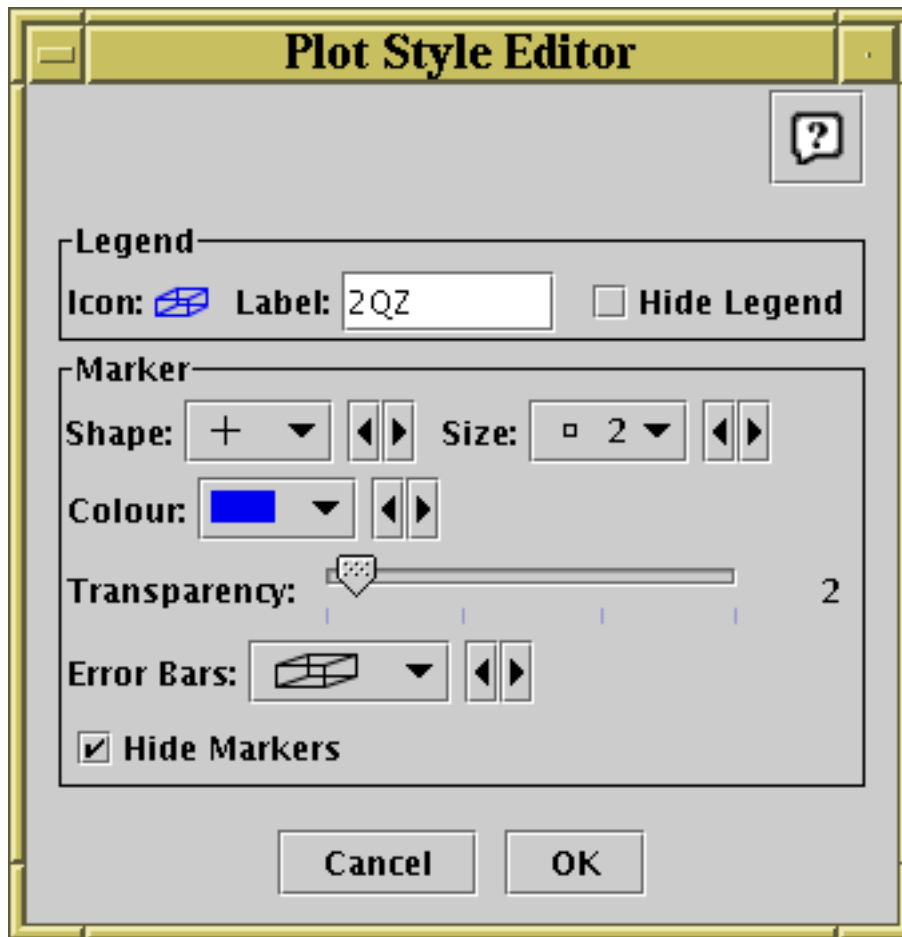 Plot Style Editor
?
Legend
Icon: Label: 2QZ Hide Legend
Marker
Shape: Size: 2
Colour:
Transparency: 2
Error Bars:
Hide Markers
Cancel OK